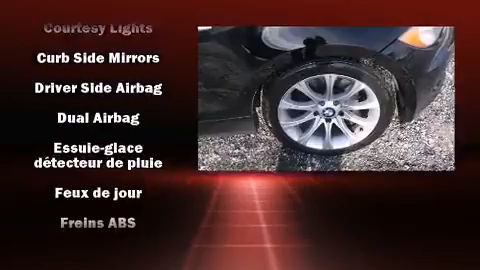 Courtesy Lights
Curb Side Mirrors
Driver Side Airbag
Dual Airbag
Essuie-glace
détecteur de pluie
Feux de jour
Freins ABS